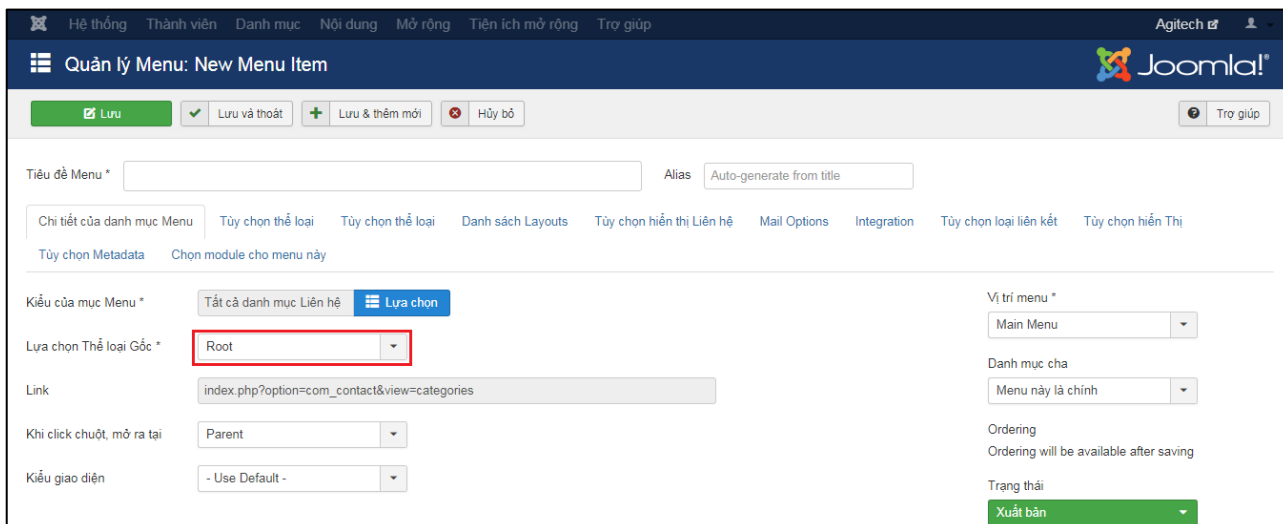 Hệ thống Thành viên Danh mục Nội dung Mở rộng Tiện ích mở rộng Trợ giúp Agitech
Quản lý Menu: New Menu Item Joomla!®
Lưu Lưu và thoát Lưu & thêm mới Hủy bỏ Trợ giúp
Tiêu đề Menu * Alias Auto-generate from title
Chi tiết của danh mục Menu Tùy chọn thể loại Tùy chọn thể loại Danh sách Layouts Tùy chọn hiển thị Liên hệ Mail Options Integration Tùy chọn loại liên kết Tùy chọn hiển Thị
Tùy chọn Metadata Chọn module cho menu này
Kiểu của mục Menu * Tất cả danh mục Liên hệ Lựa chọn
Lựa chọn Thể loại Gốc * Root
Link index.php?option=com_contact&view=categories
Khi click chuột, mở ra tại Parent
Kiểu giao diện - Use Default -
Vị trí menu *
Main Menu
Danh mục cha
Menu này là chính
Ordering
Ordering will be available after saving
Trạng thái
Xuất bản